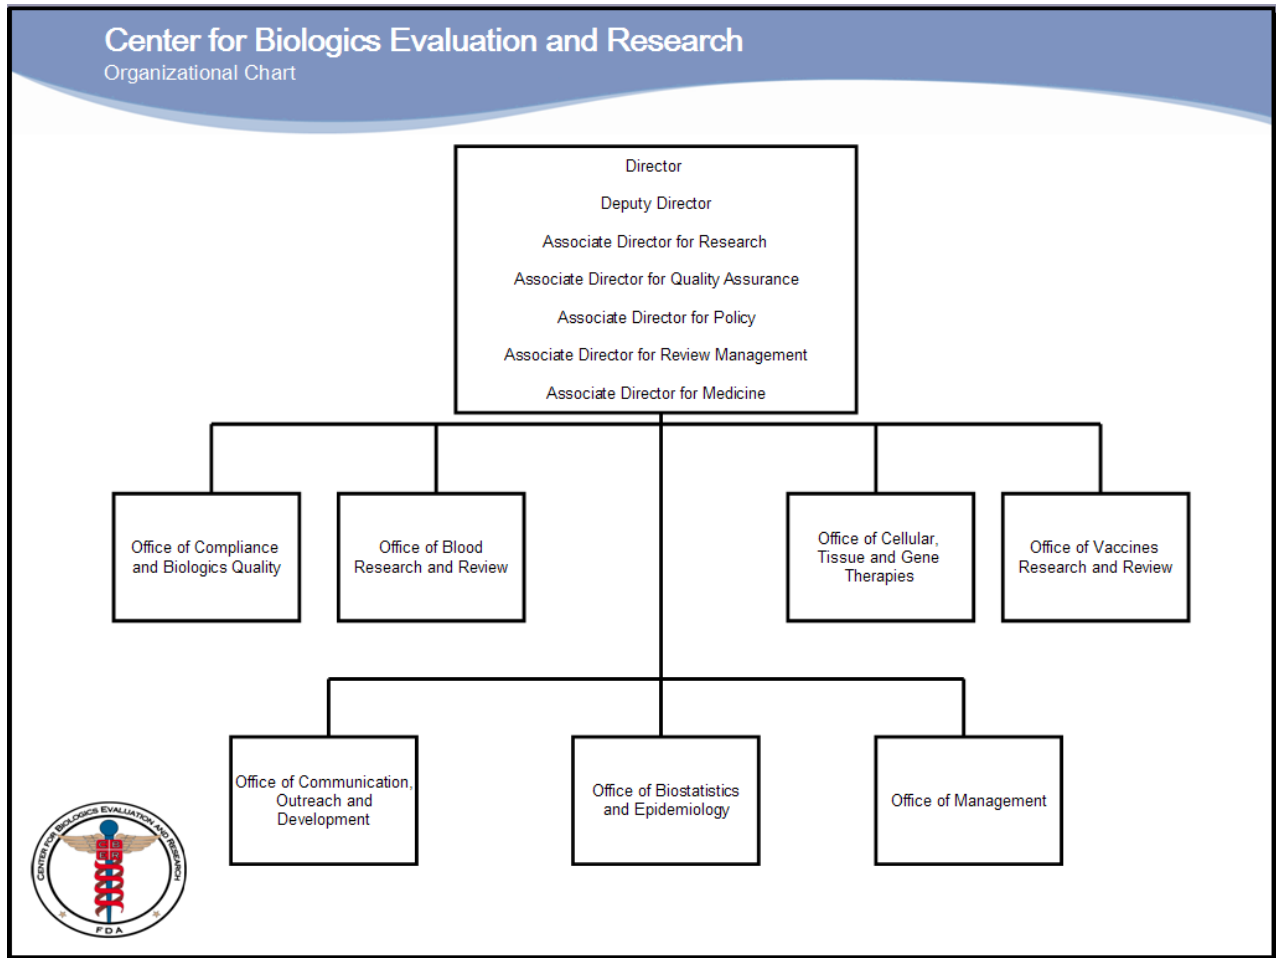 Center for Biologics Evaluation and Research
Organizational Chart
Director
Deputy Director
Associate Director for Research
Associate Director for Quality Assurance
Associate Director for Policy
Associate Director for Review Management
Associate Director for Medicine
Office of Compliance
and Biologics Quality
Office of Blood
Research and Review
Office of Cellular,
Tissue and Gene
Therapies
Office of Vaccines
Research and Review
Office of Communication,
Outreach and
Development
Office of Biostatistics
and Epidemiology
Office of Management
CENTER FOR BIOLOGICS EVALUATION AND RESEARCH
CB
ER
FDA